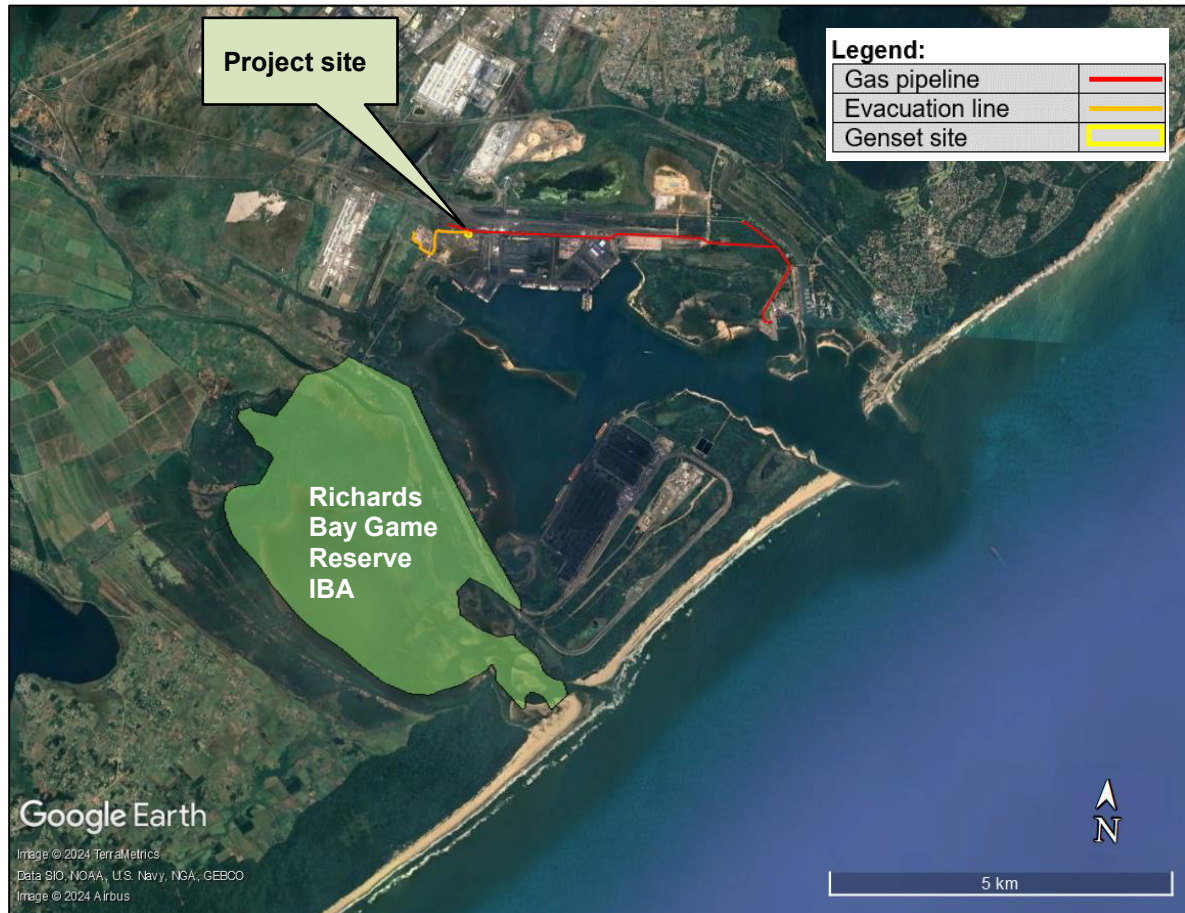 Project site
Legend:
Gas pipeline
Evacuation line
Genset site
Richards
Bay Game
Reserve
IBA
Google Earth
Image © 2024 TerraMetrics
Data SIO, NOAA, U.S. Navy, NGA, GEBCO
Image © 2024 Airbus
N
5 km